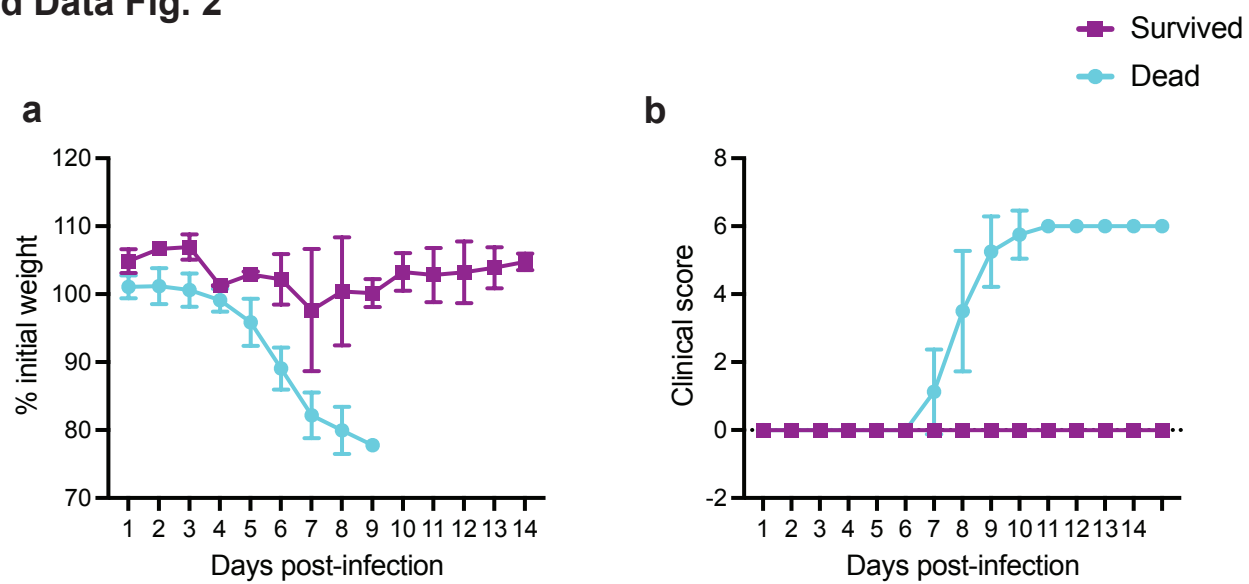 d Data Fig. 2
Survived
Dead
a
b
120
110
100
90
80
70
% initial weight
1 2 3 4 5 6 7 8 9 10 11 12 13 14
Days post-infection
8
6
4
2
0
-2
Clinical score
1 2 3 4 5 6 7 8 9 10 11 12 13 14
Days post-infection